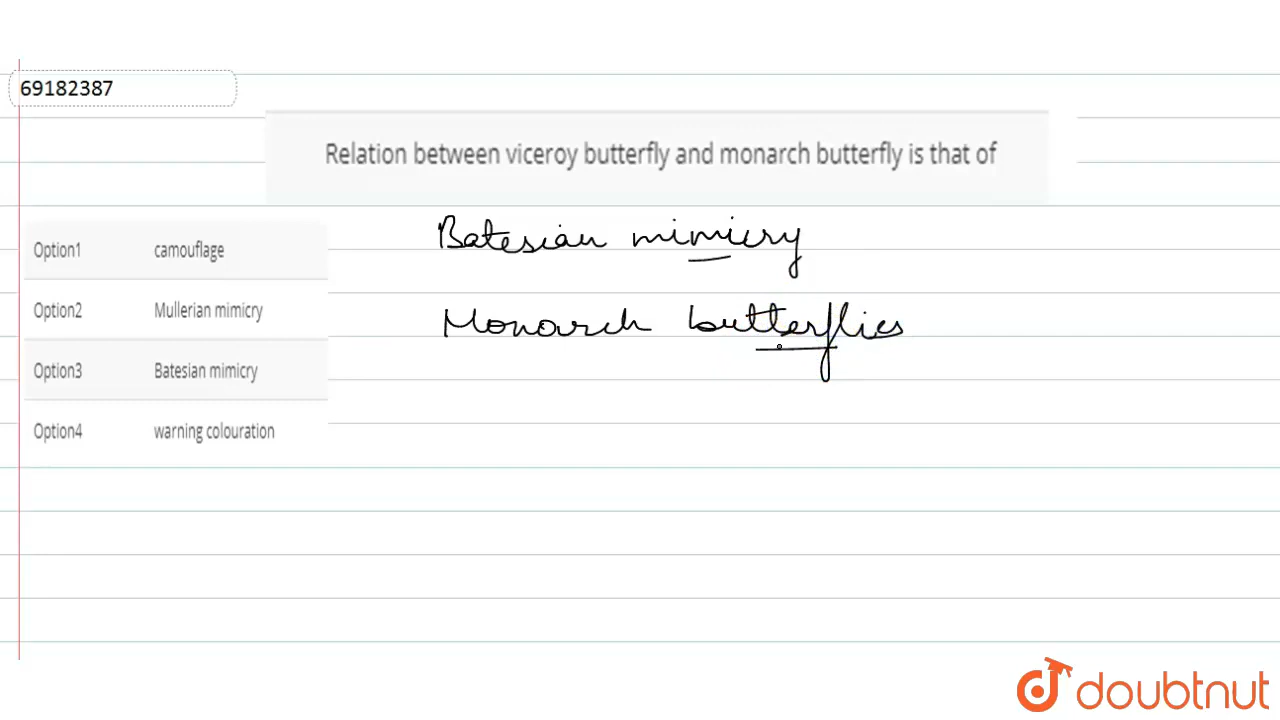 69182387
Relation between viceroy butterfly and monarch butterfly is that of
Option1 camouflage
Option2 Mullerian mimicry
Option3 Batesian mimicry
Option4 warning colouration
Batesian mimicry
Monarch butterflies
doubtnut